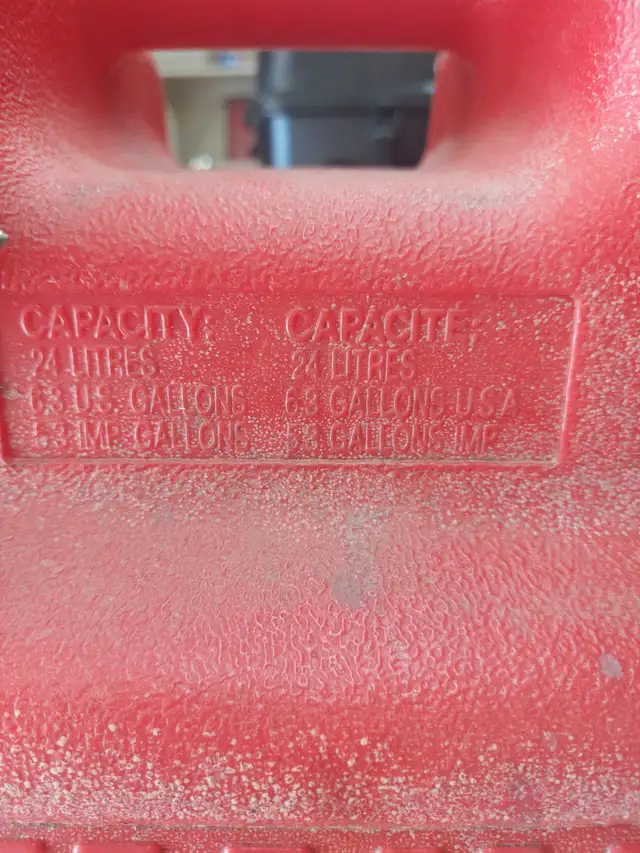 CAPACITY:
24 LITRES
6.3 U.S. GALLONS
5.3 IMP. GALLONS
CAPACITÉ:
24 LITRES
6.3 GALLONS U.S.A
5.3 GALLONS IMP.